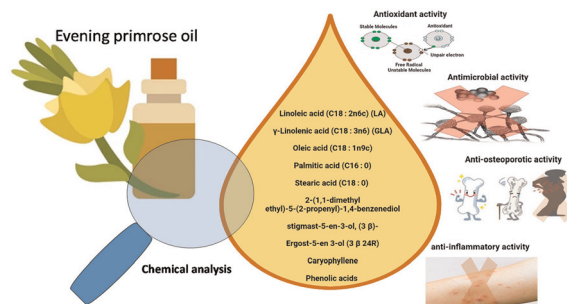 Evening primrose oil
Chemical analysis
Linoleic acid (C18 : 2n6c) (LA)
γ-Linolenic acid (C18 : 3n6) (GLA)
Oleic acid (C18 : 1n9c)
Palmitic acid (C16 : 0)
Stearic acid (C18 : 0)
2-(1,1-dimethyl
ethyl)-5-(2-propenyl)-1,4-benzenediol
stigmast-5-en-3-ol, (3 β)-
Ergost-5-en 3-ol (3 β 24R)
Caryophyllene
Phenolic acids
Antioxidant activity
Stable Molecules
Antioxidant
Unpair electron
Free Radical
Unstable Molecules
Antimicrobial activity
Anti-osteoporotic activity
anti-inflammatory activity